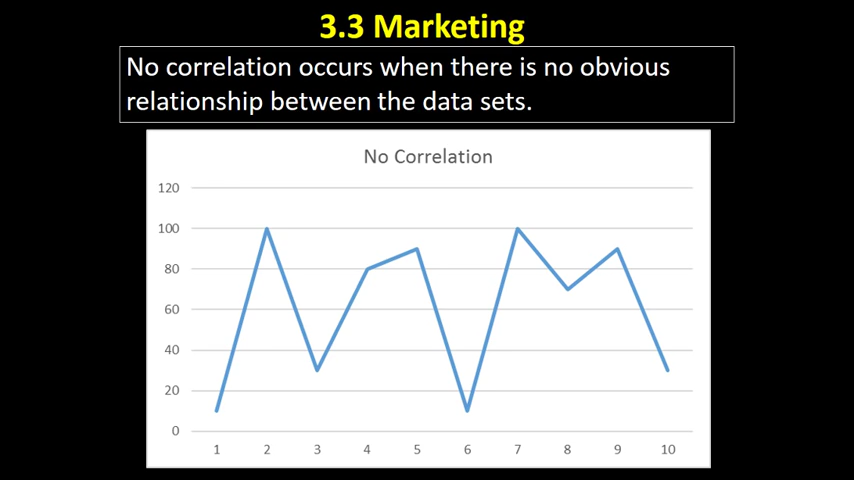 3.3 Marketing
No correlation occurs when there is no obvious
relationship between the data sets.
No Correlation
120
100
80
60
40
20
0
1 2 3 4 5 6 7 8 9 10